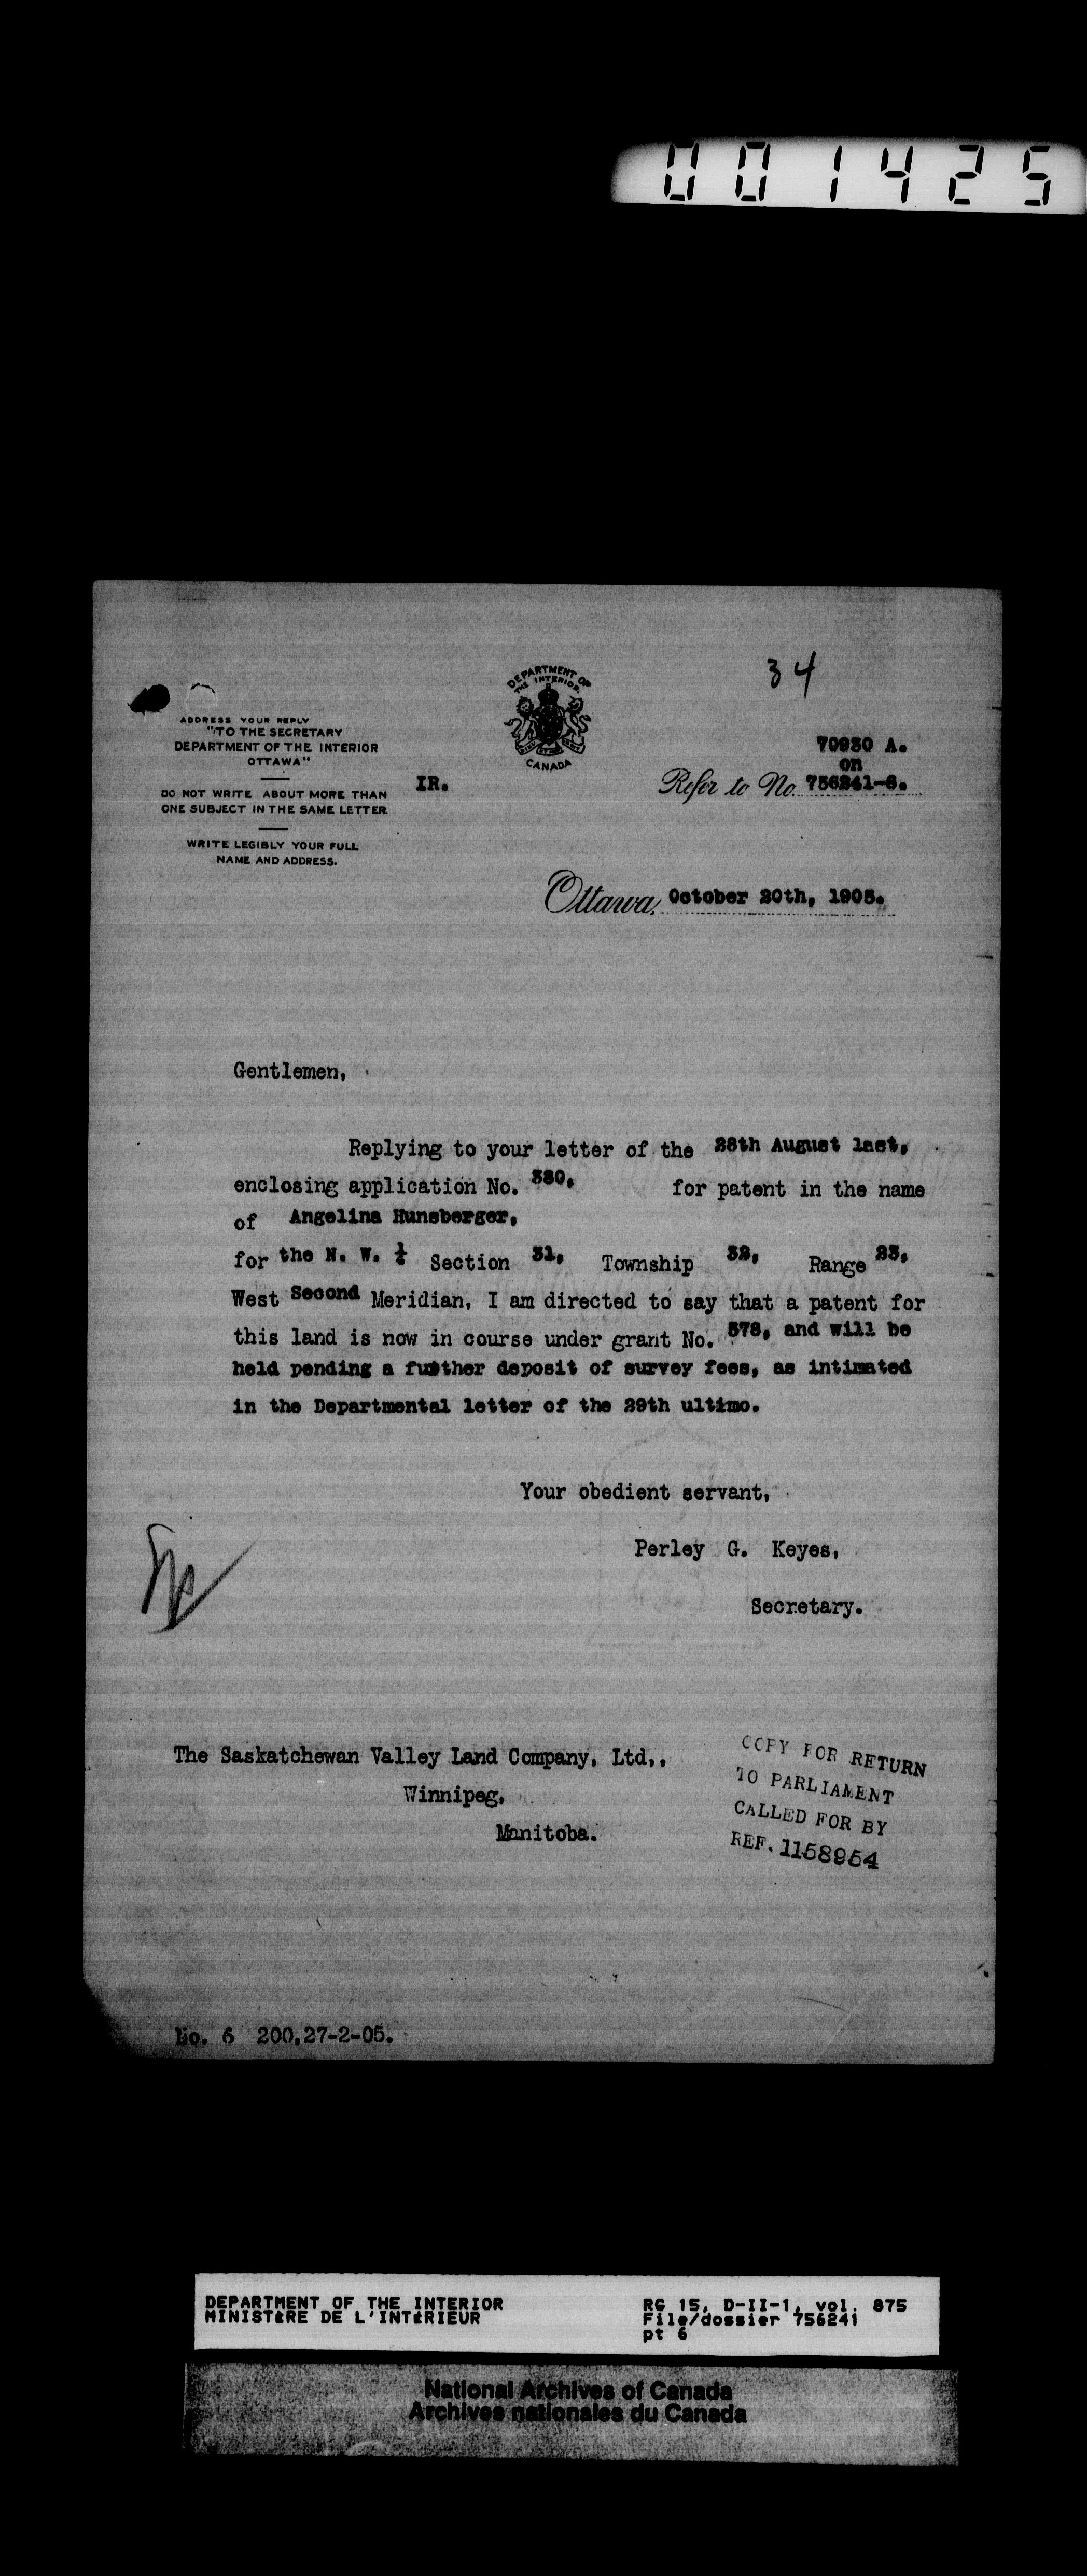 001425
34
DEPARTMENT OF
THE INTERIOR
CANADA
ADDRESS YOUR REPLY
"TO THE SECRETARY
DEPARTMENT OF THE INTERIOR
OTTAWA"
DO NOT WRITE ABOUT MORE THAN
ONE SUBJECT IN THE SAME LETTER
WRITE LEGIBLY YOUR FULL
NAME AND ADDRESS.
IR.
70930 A.
on
Refer to No. 756241-6.
Ottawa, October 20th, 1905.
Gentlemen,
Replying to your letter of the 28th August last,
enclosing application No. 380, for patent in the name
of Angelina Hunsberger,
for the N. W. ¼ Section 31, Township 32, Range 23,
West Second Meridian, I am directed to say that a patent for
this land is now in course under grant No. 578, and will be
held pending a further deposit of survey fees, as intimated
in the Departmental letter of the 29th ultimo.
Your obedient servant,
Perley G. Keyes,
Secretary.
The Saskatchewan Valley Land Company, Ltd,,
Winnipeg,
Manitoba.
COPY FOR RETURN
TO PARLIAMENT
CALLED FOR BY
REF. 1158954
No. 6 200,27-2-05.
DEPARTMENT OF THE INTERIOR
MINISTÈRE DE L'INTÉRIEUR
RG 15, D-II-1, vol. 875
File/dossier 756241
pt 6
National Archives of Canada
Archives nationales du Canada